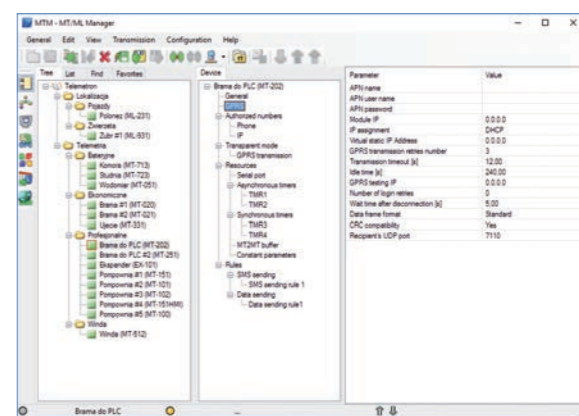 MTM - MT/ML Manager
General Edit View Transmission Configuration Help
Tree List Find Favorites
Telemetron
Lokalizacja
Pojazdy
Polonez (ML-231)
Zwierzeta
Zubr #1 (ML-931)
Telemetria
Bateryjne
Komora (MT-713)
Studnia (MT-723)
Wodomiar (MT-051)
Ekonomiczne
Brama #1 (MT-020)
Brama #2 (MT-021)
Ujecie (MT-331)
Profesjonalne
Brama do PLC (MT-202)
Brama do PLC #2 (MT-251)
Ekspander (EX-101)
Pompownia #1 (MT-151)
Pompownia #2 (MT-101)
Pompownia #3 (MT-102)
Pompownia #4 (MT-151HMI)
Pompownia #5 (MT-100)
Winda
Winda (MT-512)
Device
Brama do PLC (MT-202)
General
GPRS
Authorized numbers
Phone
IP
Transparent mode
GPRS transmission
Resources
Serial port
Asynchronous timers
TMR1
TMR2
Synchronous timers
TMR3
TMR4
MT2MT buffer
Constant parameters
Rules
SMS sending
SMS sending rule 1
Data sending
Data sending rule1
Parameter Value
APN name
APN user name
APN password
Module IP 0.0.0.0
IP assignment DHCP
Virtual static IP Address 0.0.0.0
GPRS transmission retries number 3
Transmission timeout [s] 12,00
Idle time [s] 240,00
GPRS testing IP 0.0.0.0
Number of login retries 0
Wait time after disconnection [s] 5,00
Data frame format Standard
CRC compatibility Yes
Recipient's UDP port 7110
Brama do PLC ...